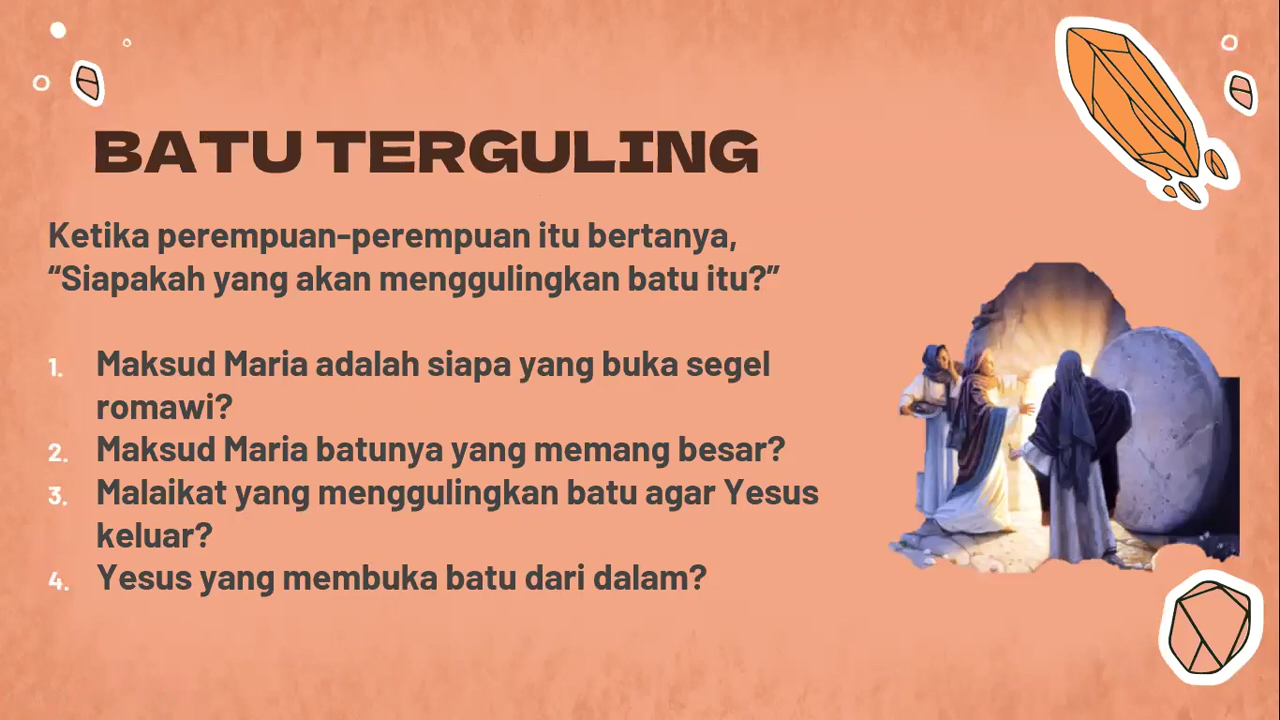 BATU TERGULING
Ketika perempuan-perempuan itu bertanya,
“Siapakah yang akan menggulingkan batu itu?”
1. Maksud Maria adalah siapa yang buka segel
romawi?
2. Maksud Maria batunya yang memang besar?
3. Malaikat yang menggulingkan batu agar Yesus
keluar?
4. Yesus yang membuka batu dari dalam?